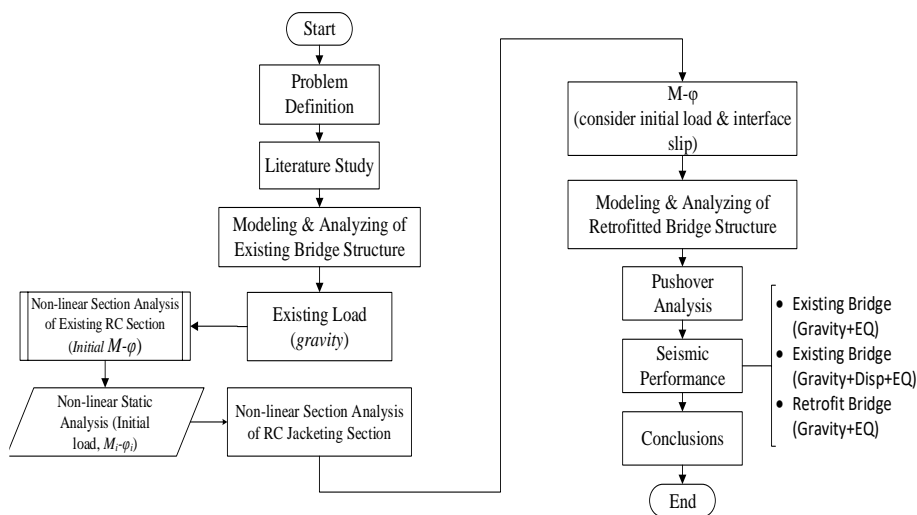 Start
Problem
Definition
Literature Study
Modeling & Analyzing of
Existing Bridge Structure
Existing Load
(gravity)
Non-linear Section Analysis
of Existing RC Section
(Initial M-φ)
Non-linear Static
Analysis (Initial
load, Mi-φi)
Non-linear Section Analysis
of RC Jacketing Section
M-φ
(consider initial load & interface
slip)
Modeling & Analyzing of
Retrofitted Bridge Structure
Pushover
Analysis
Seismic
Performance
• Existing Bridge
(Gravity+EQ)
• Existing Bridge
(Gravity+Disp+EQ)
• Retrofit Bridge
(Gravity+EQ)
Conclusions
End